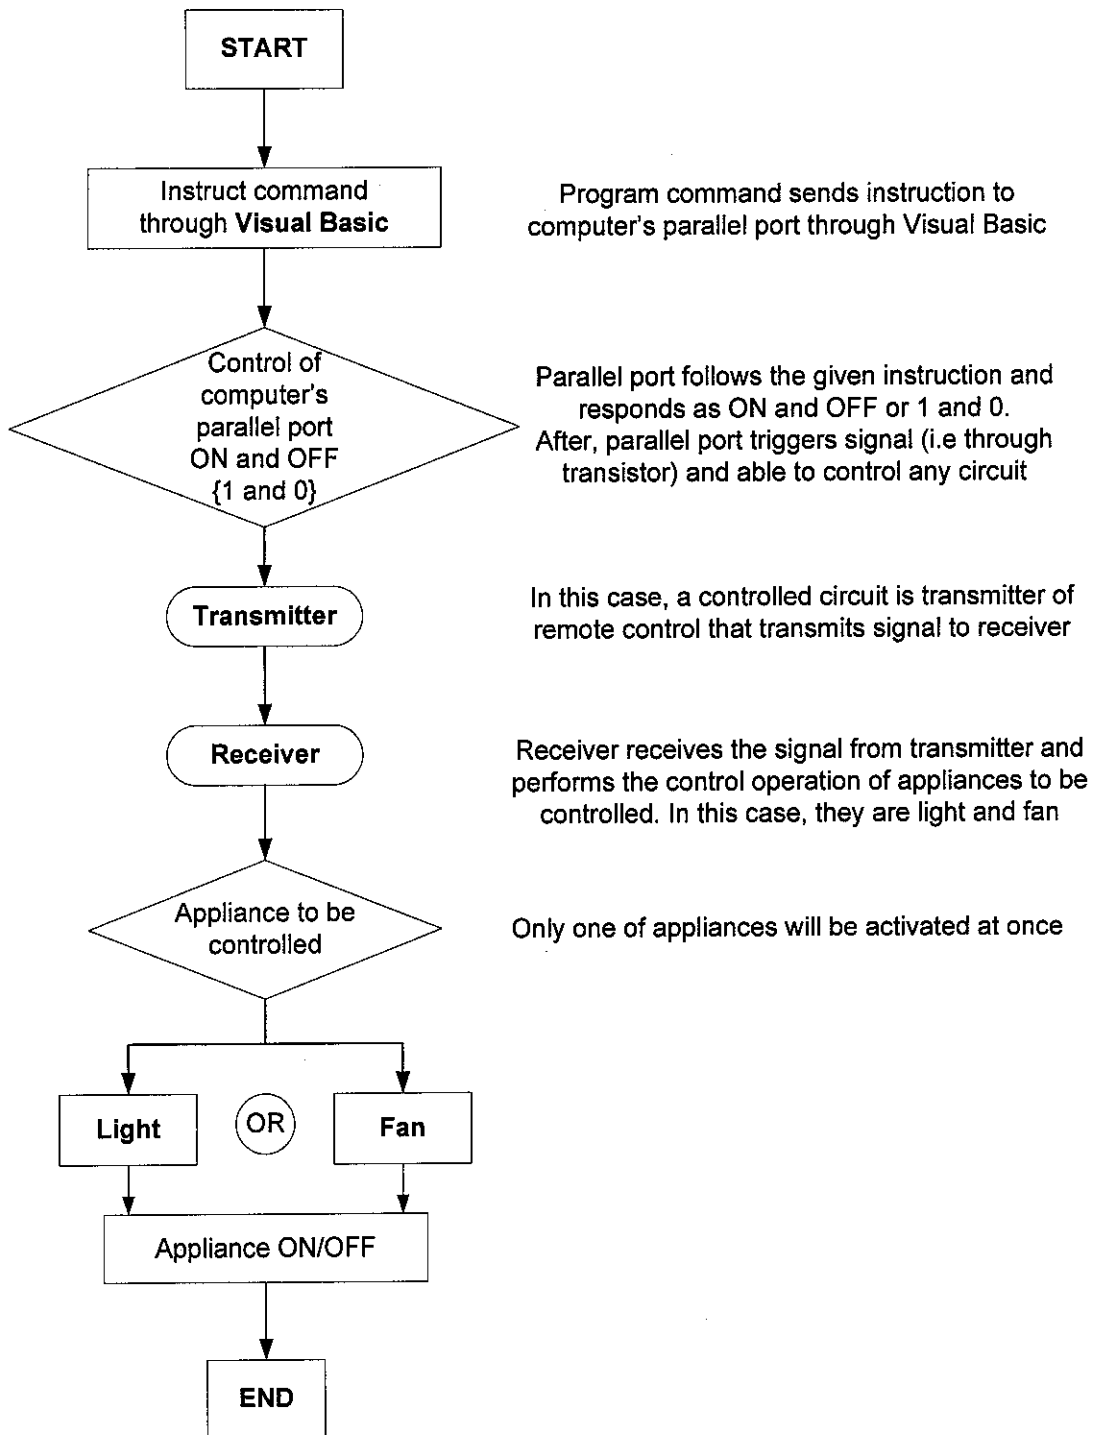 START
Instruct command
through Visual Basic
Program command sends instruction to
computer's parallel port through Visual Basic
Control of
computer's
parallel port
ON and OFF
{1 and 0}
Parallel port follows the given instruction and
responds as ON and OFF or 1 and 0.
After, parallel port triggers signal (i.e through
transistor) and able to control any circuit
Transmitter
In this case, a controlled circuit is transmitter of
remote control that transmits signal to receiver
Receiver
Receiver receives the signal from transmitter and
performs the control operation of appliances to be
controlled. In this case, they are light and fan
Appliance to be
controlled
Only one of appliances will be activated at once
Light
OR
Fan
Appliance ON/OFF
END